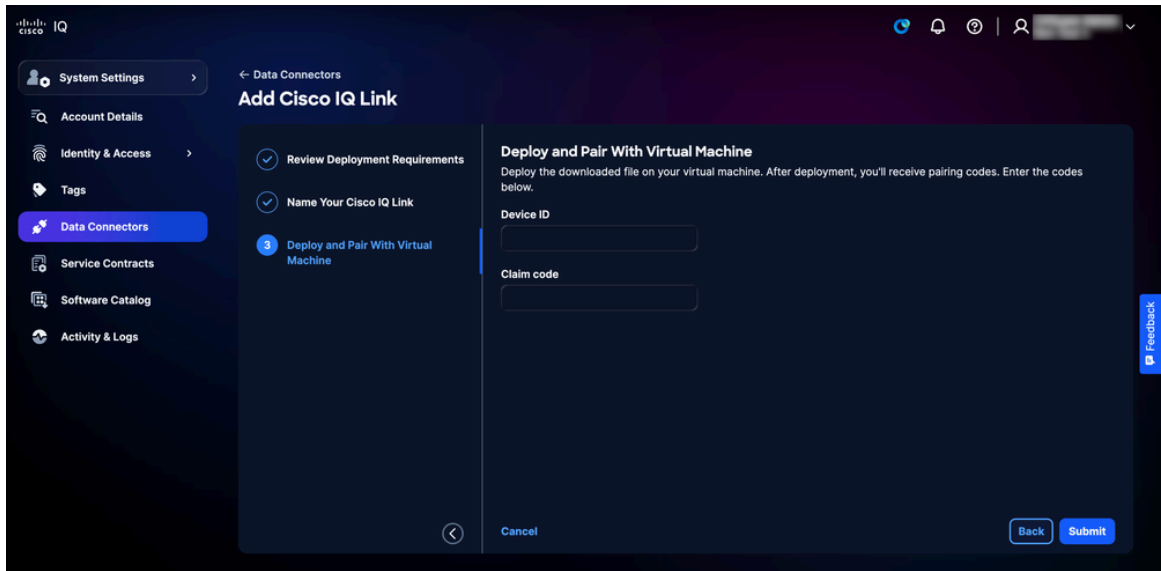 cisco IQ
System Settings
Account Details
Identity & Access
Tags
Data Connectors
Service Contracts
Software Catalog
Activity & Logs
← Data Connectors
Add Cisco IQ Link
Review Deployment Requirements
Name Your Cisco IQ Link
3 Deploy and Pair With Virtual
Machine
Deploy and Pair With Virtual Machine
Deploy the downloaded file on your virtual machine. After deployment, you'll receive pairing codes. Enter the codes
below.
Device ID
Claim code
Cancel
Back
Submit
Feedback